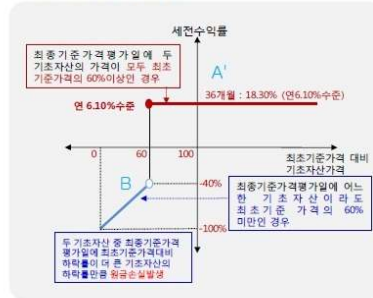 세전수익률
최종기준가격평가일에 두
기초자산의 가격이 모두 최초
기준가격의 60%이상인 경우
A'
36개월 : 18.30% (연6.10%수준)
연 6.10%수준
0
60
100
최초기준가격 대비
기초자산가격
B
-40%
최종기준가격평가일에 어느
한 기초자산이라도
최초기준 가격의 60%
미만인 경우
-100%
두 기초자산 중 최종기준가격
평가일에 최초기준가격대비
하락률이 더 큰 기초자산의
하락률만큼 원금손실발생